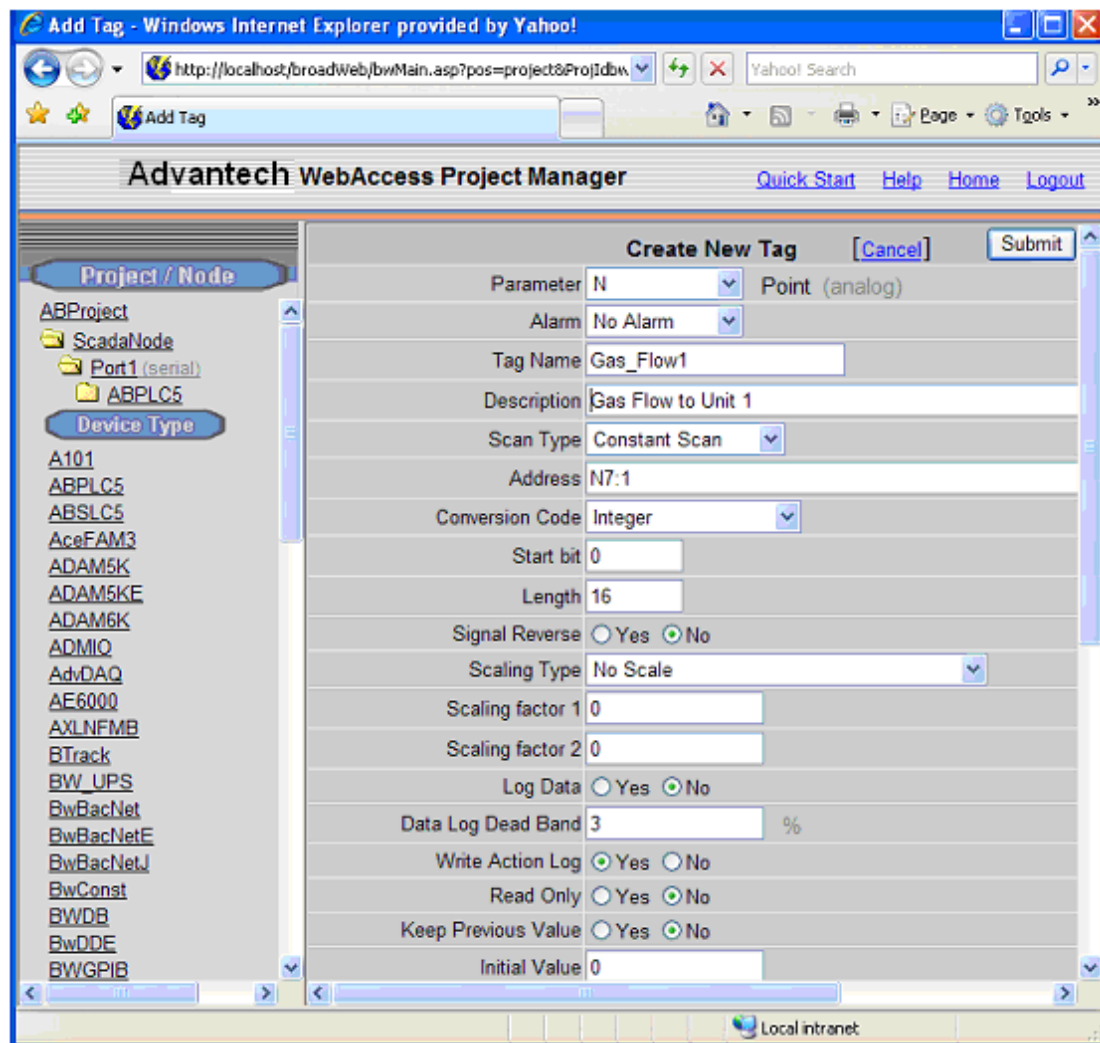 Add Tag - Windows Internet Explorer provided by Yahoo!
http://localhost/broadWeb/bwMain.asp?pos=project&ProjIdbw
Yahoo! Search
Add Tag
Page
Tools
Advantech WebAccess Project Manager
Quick Start Help Home Logout
Project / Node
ABProject
ScadaNode
Port1 (serial)
ABPLC5
Device Type
A101
ABPLC5
ABSLC5
AceFAM3
ADAM5K
ADAM5KE
ADAM6K
ADMIO
AdvDAQ
AE6000
AXLNFMB
BTrack
BW_UPS
BwBacNet
BwBacNetE
BwBacNetJ
BwConst
BWDB
BwDDE
BWGPIB
Create New Tag [Cancel] Submit
Parameter N Point (analog)
Alarm No Alarm
Tag Name Gas_Flow1
Description Gas Flow to Unit 1
Scan Type Constant Scan
Address N7:1
Conversion Code Integer
Start bit 0
Length 16
Signal Reverse Yes No
Scaling Type No Scale
Scaling factor 1 0
Scaling factor 2 0
Log Data Yes No
Data Log Dead Band 3 %
Write Action Log Yes No
Read Only Yes No
Keep Previous Value Yes No
Initial Value 0
Local intranet